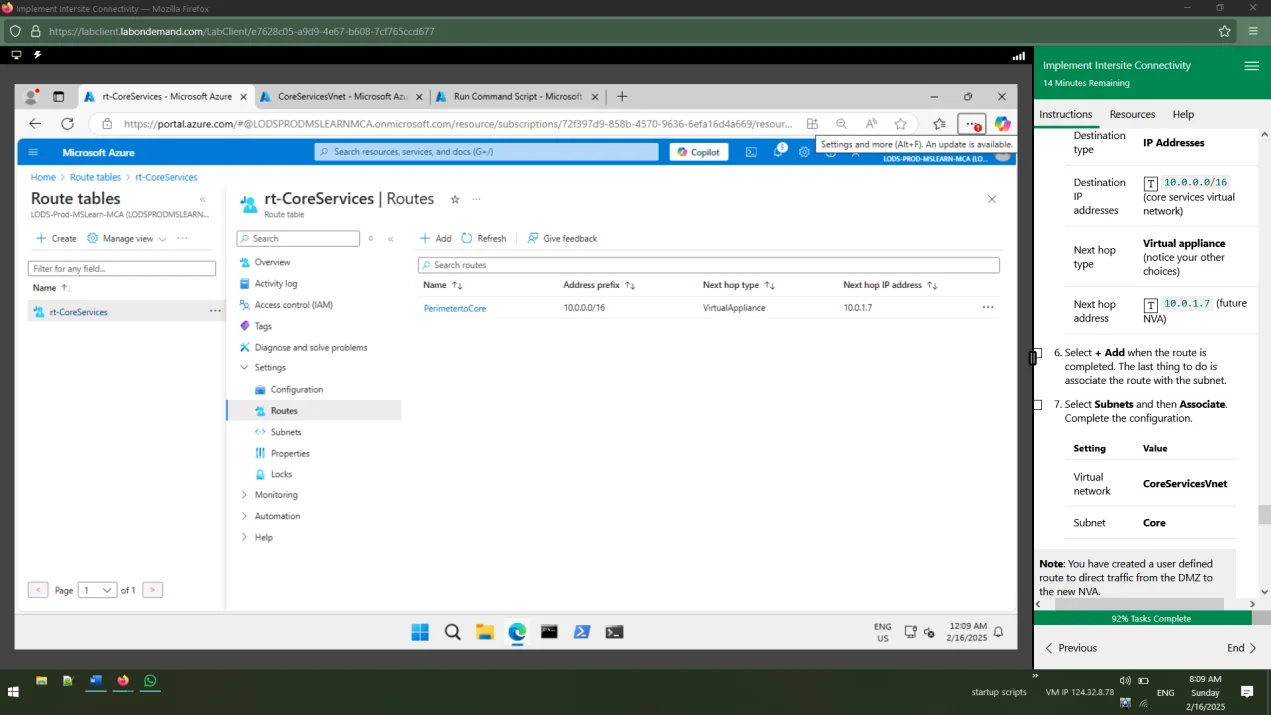 Implement Intersite Connectivity — Mozilla Firefox
https://labclient.labondemand.com/LabClient/e7628c05-a9d9-4e67-b608-7cf765ccd677
rt-CoreServices - Microsoft Azure
CoreServicesVnet - Microsoft Azu
Run Command Script - Microsoft
https://portal.azure.com/#@LODSPRODMSLEARNMCA.onmicrosoft.com/resource/subscriptions/72f397d9-858b-4570-9636-6efa16d4a669/resour...
Settings and more (Alt+F). An update is available.
Microsoft Azure
Search resources, services, and docs (G+/)
Copilot
5
LODS-PROD-MSLEARN-MCA (LODSPRODM...
Home > Route tables > rt-CoreServices
Route tables
LODS-Prod-MSLearn-MCA (LODSPRODMSLEARN...
+ Create
Manage view
Filter for any field...
Name ↑
rt-CoreServices
Page 1 of 1
rt-CoreServices | Routes
Route table
Search
Overview
Activity log
Access control (IAM)
Tags
Diagnose and solve problems
Settings
Configuration
Routes
Subnets
Properties
Locks
Monitoring
Automation
Help
+ Add
Refresh
Give feedback
Search routes
Name ↑↓ Address prefix ↑↓ Next hop type ↑↓ Next hop IP address ↑↓
PerimetertoCore 10.0.0.0/16 VirtualAppliance 10.0.1.7
ENG
US
12:09 AM
2/16/2025
Implement Intersite Connectivity
14 Minutes Remaining
Instructions Resources Help
Destination
type
IP Addresses
Destination
IP
addresses
T 10.0.0.0/16
(core services virtual
network)
Next hop
type
Virtual appliance
(notice your other
choices)
Next hop
address
T 10.0.1.7 (future
NVA)
6. Select + Add when the route is
completed. The last thing to do is
associate the route with the subnet.
7. Select Subnets and then Associate.
Complete the configuration.
Setting Value
Virtual
network
CoreServicesVnet
Subnet Core
Note: You have created a user defined
route to direct traffic from the DMZ to
the new NVA.
92% Tasks Complete
Previous
End
startup scripts
VM IP 124.32.8.78
ENG
8:09 AM
Sunday
2/16/2025